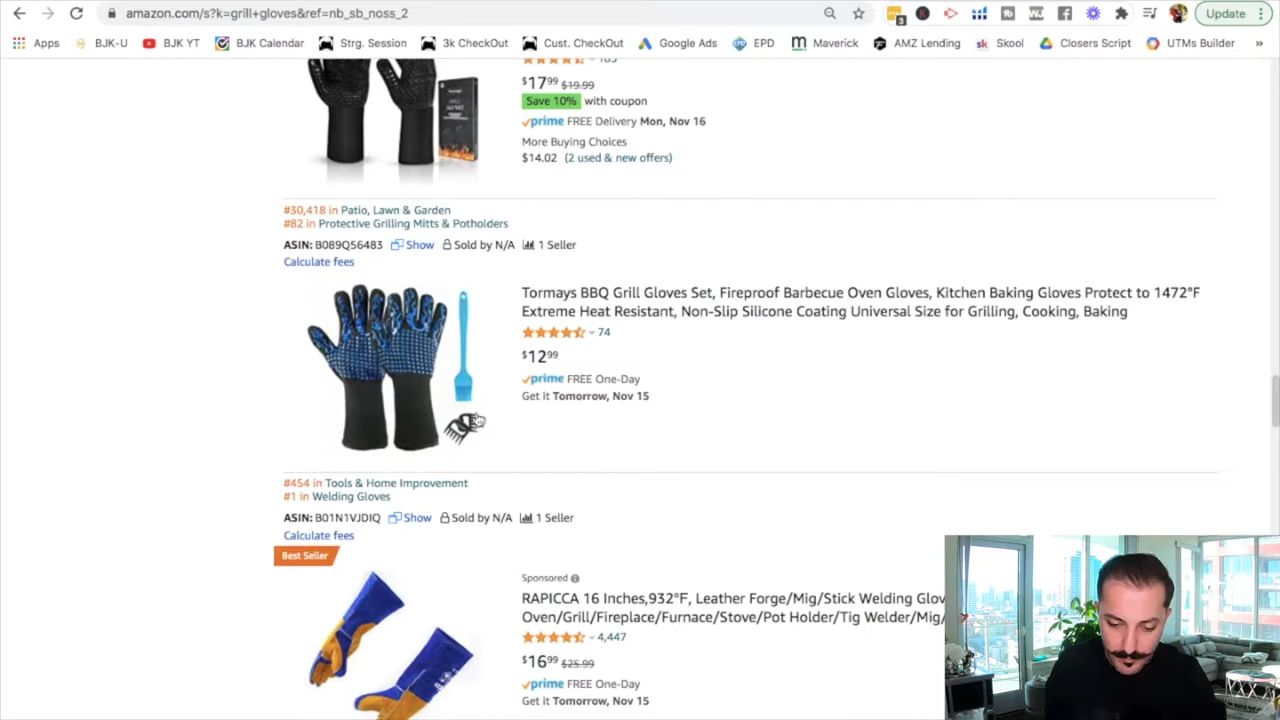 amazon.com/s?k=grill+gloves&ref=nb_sb_noss_2
3
Update
Apps
BJK-U
BJK YT
BJK Calendar
Strg. Session
3k CheckOut
Cust. CheckOut
Google Ads
EPD
Maverick
AMZ Lending
sk Skool
Closers Script
UTMs Builder
»
$17⁹⁹ $19.99
Save 10% with coupon
prime FREE Delivery Mon, Nov 16
More Buying Choices
$14.02 (2 used & new offers)
#30,418 in Patio, Lawn & Garden
#82 in Protective Grilling Mitts & Potholders
ASIN: B089Q56483 Show Sold by N/A 1 Seller
Calculate fees
Tormays BBQ Grill Gloves Set, Fireproof Barbecue Oven Gloves, Kitchen Baking Gloves Protect to 1472°F
Extreme Heat Resistant, Non-Slip Silicone Coating Universal Size for Grilling, Cooking, Baking
74
$12⁹⁹
prime FREE One-Day
Get it Tomorrow, Nov 15
#454 in Tools & Home Improvement
#1 in Welding Gloves
ASIN: B01N1VJDIQ Show Sold by N/A 1 Seller
Calculate fees
Best Seller
Sponsored
RAPICCA 16 Inches,932°F, Leather Forge/Mig/Stick Welding Glov
Oven/Grill/Fireplace/Furnace/Stove/Pot Holder/Tig Welder/Mig/
4,447
$16⁹⁹ $25.99
prime FREE One-Day
Get it Tomorrow, Nov 15